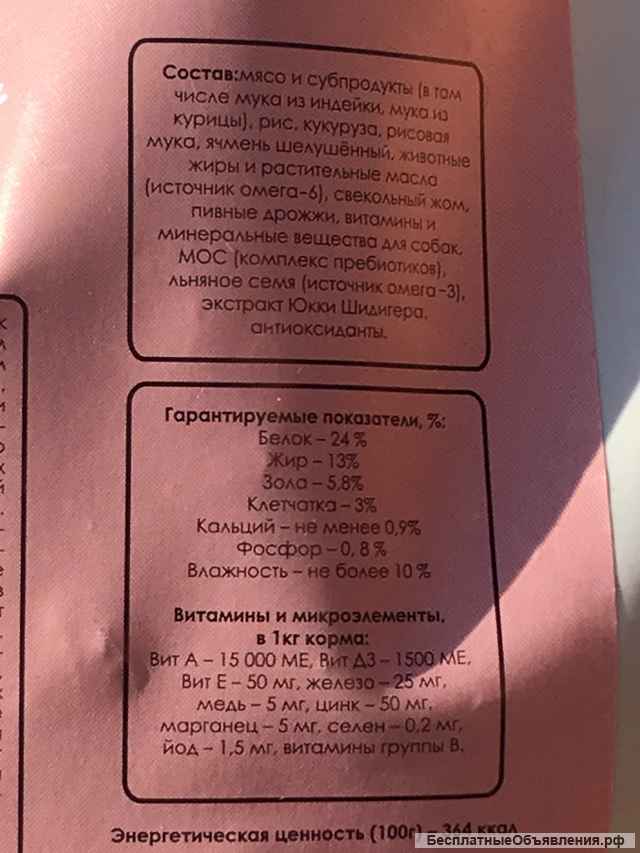 Состав:мясо и субпродукты (в том
числе мука из индейки, мука из
курицы), рис, кукуруза, рисовая
мука, ячмень шелушённый, животные
жиры и растительные масла
(источник омега-6), свекольный жом,
пивные дрожжи, витамины и
минеральные вещества для собак,
МОС (комплекс пребиотиков),
льняное семя (источник омега-3),
экстракт Юкки Шидигера,
антиоксиданты.
Гарантируемые показатели, %:
Белок – 24 %
Жир – 13%
Зола – 5,8%
Клетчатка – 3%
Кальций – не менее 0,9%
Фосфор – 0, 8 %
Влажность – не более 10 %
Витамины и микроэлементы,
в 1кг корма:
Вит А – 15 000 МЕ, Вит Д3 – 1500 МЕ,
Вит Е – 50 мг, железо – 25 мг,
медь – 5 мг, цинк – 50 мг,
марганец – 5 мг, селен – 0,2 мг,
йод – 1,5 мг, витамины группы В.
Энергетическая ценность (100г) – 364 ккал
БесплатныеОбъявления.рф